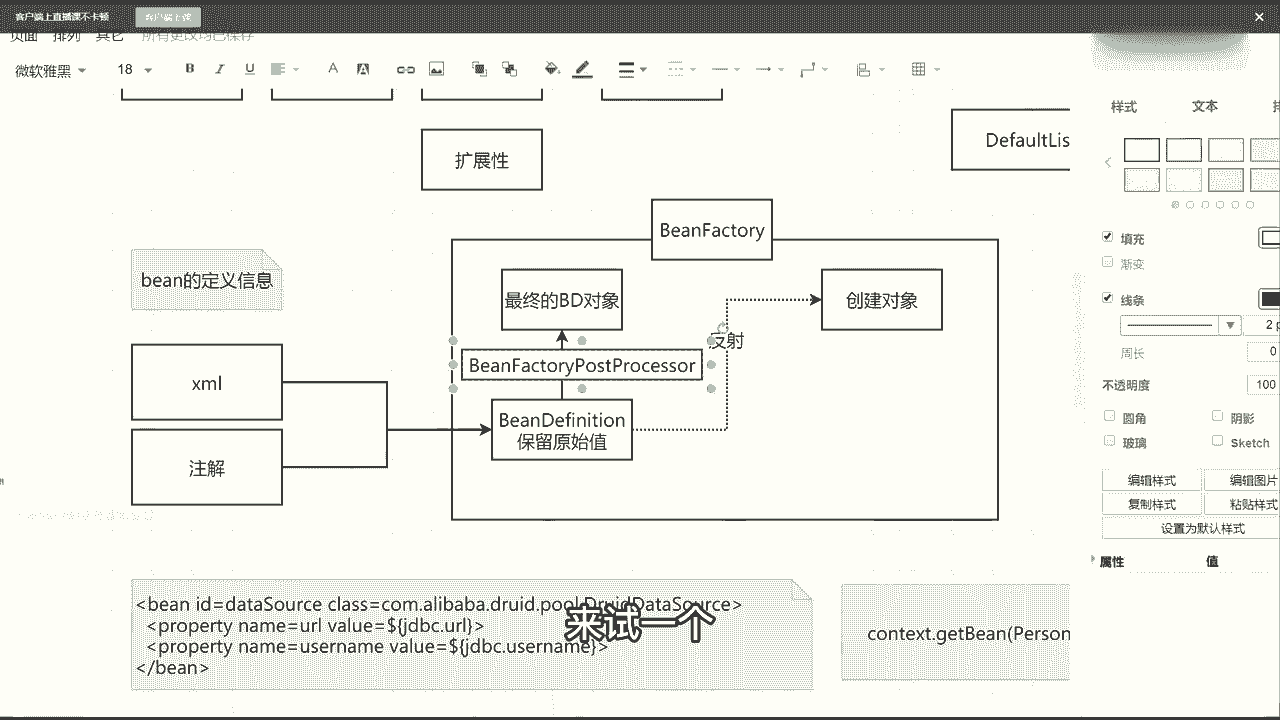 客户端上直播课不卡顿
客户端上课
页面 排列 其它 所有更改均已保存
微软雅黑 18 B I U A A
样式 文本
扩展性
DefaultLis
BeanFactory
bean的定义信息
最终的BD对象
创建对象
反射
BeanFactoryPostProcessor
xml
BeanDefinition
保留原始值
注解
填充
渐变
线条
2 p
周长 0
不透明度 100
圆角 阴影
玻璃 Sketch
编辑样式 编辑图片
复制样式 粘贴样式
设置为默认样式
属性 值
<bean id=dataSource class=com.alibaba.druid.pool.DruidDataSource>
<property name=url value=${jdbc.url}>
<property name=username value=${jdbc.username}>
</bean>
context.getBean(Person
来试一个